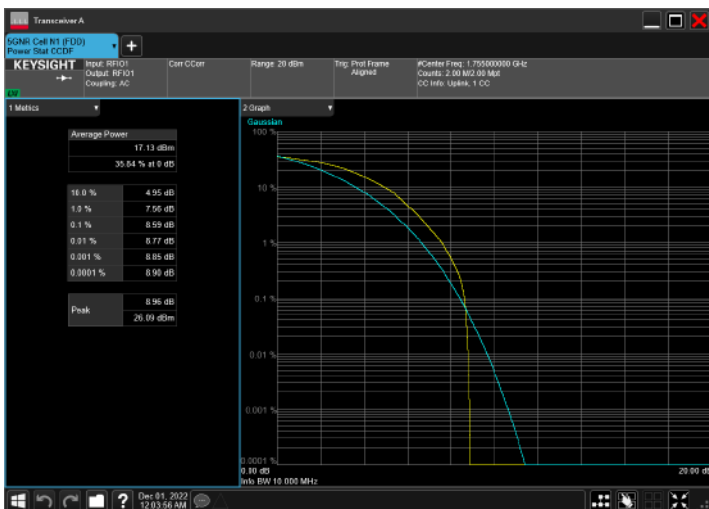 Transceiver A
5GNR Cell N1 (FDD)
Power Stat CCDF
KEYSIGHT
Input: RFIO1
Output: RFIO1
Coupling: AC
Corr CCorr
Range: 20 dBm
Trig: Prot Frame
Aligned
#Center Freq: 1.755000000 GHz
Counts: 2.00 M/2.00 Mpt
CC Info: Uplink, 1 CC
1 Metrics
2 Graph
Average Power
17.13 dBm
35.84 % at 0 dB
10.0 % 4.95 dB
1.0 % 7.56 dB
0.1 % 8.59 dB
0.01 % 8.77 dB
0.001 % 8.85 dB
0.0001 % 8.90 dB
Peak
8.96 dB
26.09 dBm
Gaussian
100 %
10 %
1 %
0.1 %
0.01 %
0.001 %
0.0001 %
0.00 dB
20.00 d
Info BW 10.000 MHz
?
Dec 01, 2022
12:03:56 AM